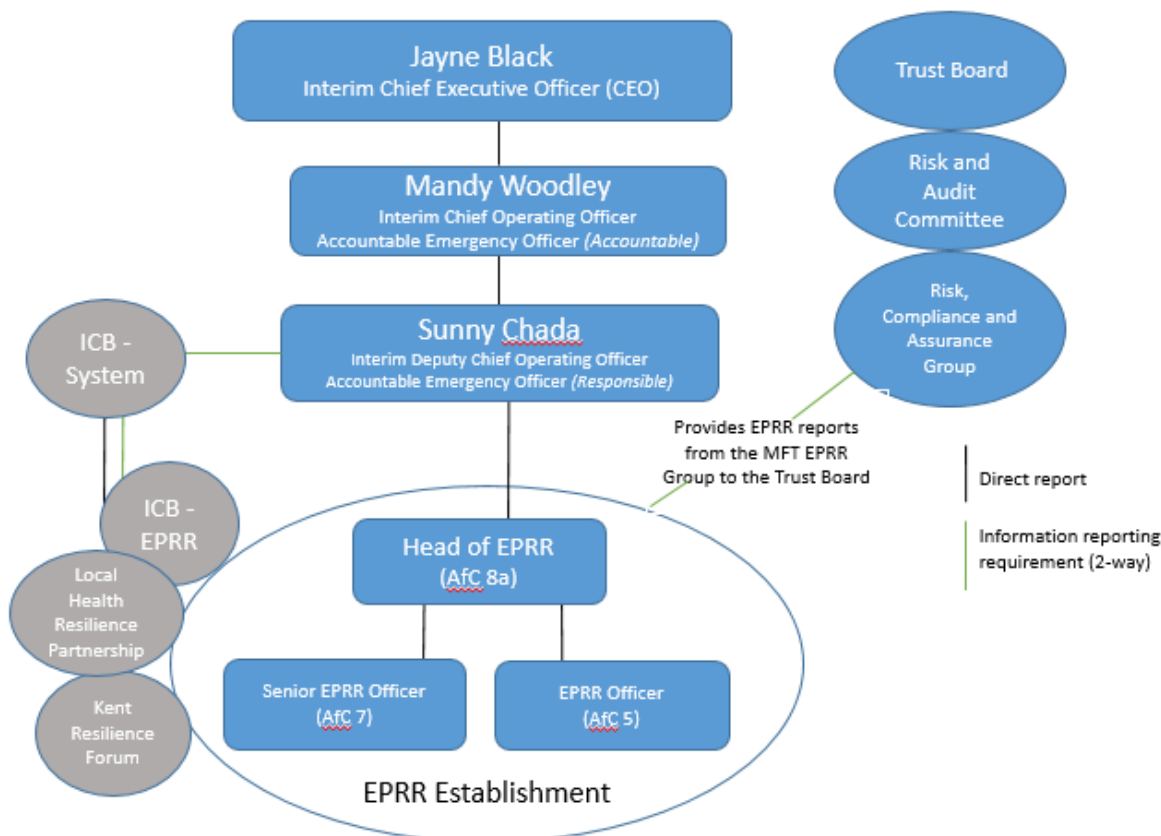 Jayne Black
Interim Chief Executive Officer (CEO)
Mandy Woodley
Interim Chief Operating Officer
Accountable Emergency Officer (Accountable)
Sunny Chada
Interim Deputy Chief Operating Officer
Accountable Emergency Officer (Responsible)
Trust Board
Risk and
Audit
Committee
Risk,
Compliance and
Assurance
Group
ICB -
System
ICB -
EPRR
Local
Health
Resilience
Partnership
Kent
Resilience
Forum
Provides EPRR reports
from the MFT EPRR
Group to the Trust Board
Direct report
Information reporting
requirement (2-way)
Head of EPRR
(AfC 8a)
Senior EPRR Officer
(AfC 7)
EPRR Officer
(AfC 5)
EPRR Establishment